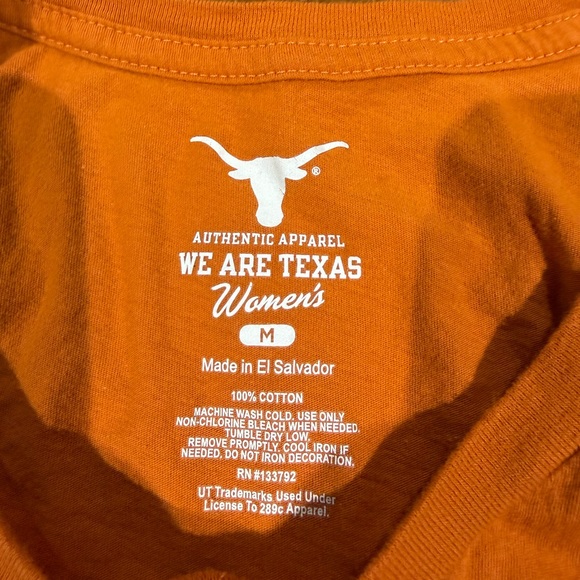 ®
AUTHENTIC APPAREL
WE ARE TEXAS
Women's
M
Made in El Salvador
100% COTTON
MACHINE WASH COLD. USE ONLY
NON-CHLORINE BLEACH WHEN NEEDED.
TUMBLE DRY LOW.
REMOVE PROMPTLY. COOL IRON IF
NEEDED. DO NOT IRON DECORATION.
RN #133792
UT Trademarks Used Under
License To 289c Apparel.